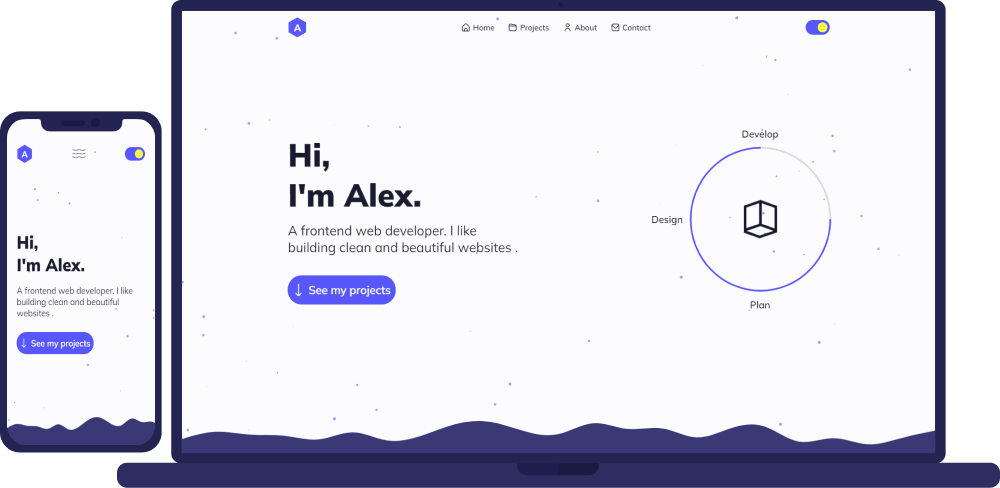 A
Home Projects About Contact
Hi,
I'm Alex.
A frontend web developer. I like
building clean and beautiful websites .
↓ See my projects
Develop
Design
Plan
A
Hi,
I'm Alex.
A frontend web developer. I like
building clean and beautiful
websites .
↓ See my projects